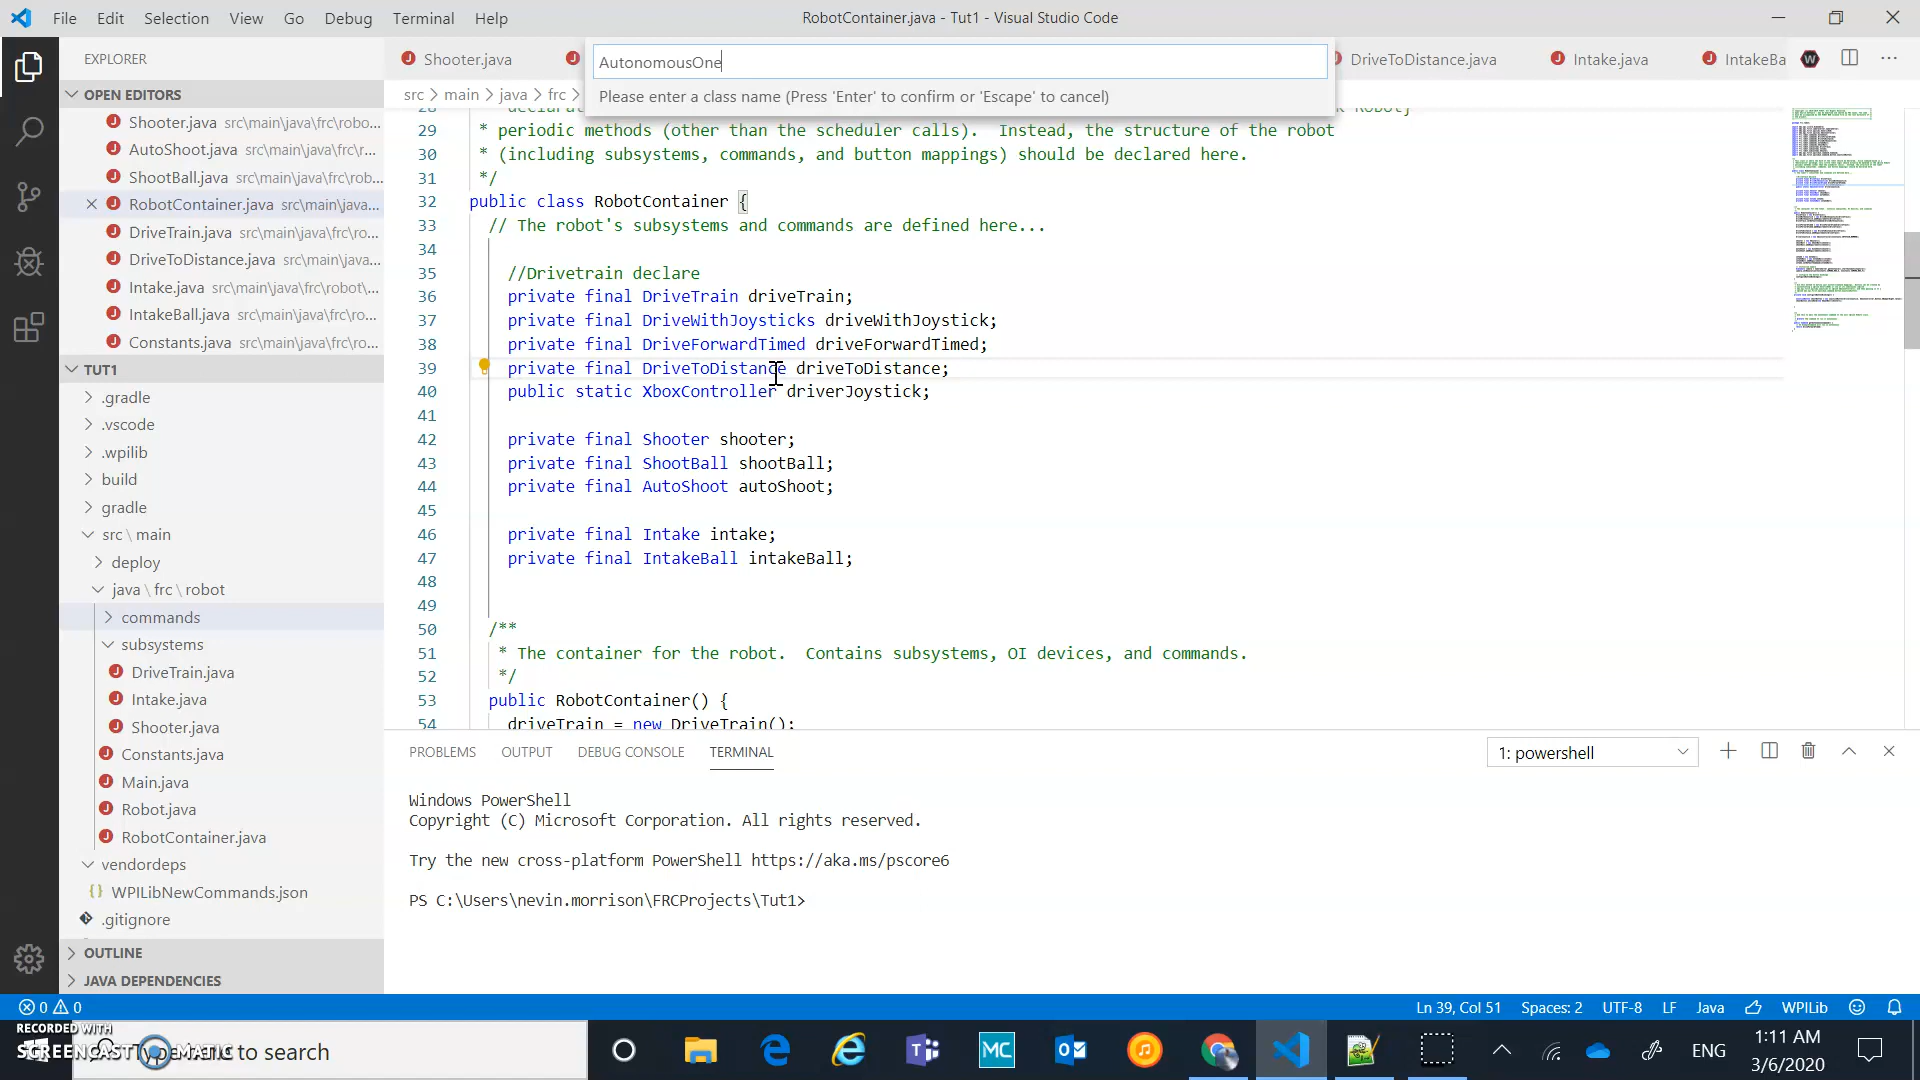 File Edit Selection View Go Debug Terminal Help
RobotContainer.java - Tut1 - Visual Studio Code
EXPLORER
Shooter.java
AutonomousOne
DriveToDistance.java
Intake.java
IntakeBa
Please enter a class name (Press 'Enter' to confirm or 'Escape' to cancel)
OPEN EDITORS
Shooter.java src\main\java\frc\robo...
AutoShoot.java src\main\java\frc\r...
ShootBall.java src\main\java\frc\rob...
RobotContainer.java src\main\java...
DriveTrain.java src\main\java\frc\ro...
DriveToDistance.java src\main\java...
Intake.java src\main\java\frc\robot\...
IntakeBall.java src\main\java\frc\ro...
Constants.java src\main\java\frc\ro...
TUT1
.gradle
.vscode
.wpilib
build
gradle
src \ main
deploy
java \ frc \ robot
commands
subsystems
DriveTrain.java
Intake.java
Shooter.java
Constants.java
Main.java
Robot.java
RobotContainer.java
vendordeps
{} WPILibNewCommands.json
.gitignore
OUTLINE
JAVA DEPENDENCIES
src > main > java > frc >
29 * periodic methods (other than the scheduler calls).  Instead, the structure of the robot
30 * (including subsystems, commands, and button mappings) should be declared here.
31 */
32 public class RobotContainer {
33 // The robot's subsystems and commands are defined here...
34
35 //Drivetrain declare
36 private final DriveTrain driveTrain;
37 private final DriveWithJoysticks driveWithJoystick;
38 private final DriveForwardTimed driveForwardTimed;
39 private final DriveToDistance driveToDistance;
40 public static XboxController driverJoystick;
41
42 private final Shooter shooter;
43 private final ShootBall shootBall;
44 private final AutoShoot autoShoot;
45
46 private final Intake intake;
47 private final IntakeBall intakeBall;
48
49
50 /**
51 * The container for the robot.  Contains subsystems, OI devices, and commands.
52 */
53 public RobotContainer() {
54 driveTrain = new DriveTrain();
PROBLEMS OUTPUT DEBUG CONSOLE TERMINAL
1: powershell
Windows PowerShell
Copyright (C) Microsoft Corporation. All rights reserved.
Try the new cross-platform PowerShell https://aka.ms/pscore6
PS C:\Users\nevin.morrison\FRCProjects\Tut1>
0 0
Ln 39, Col 51 Spaces: 2 UTF-8 LF Java WPILib
RECORDED WITH
SCREENCAST MATIC
Type here to search
MC
ENG
1:11 AM
3/6/2020